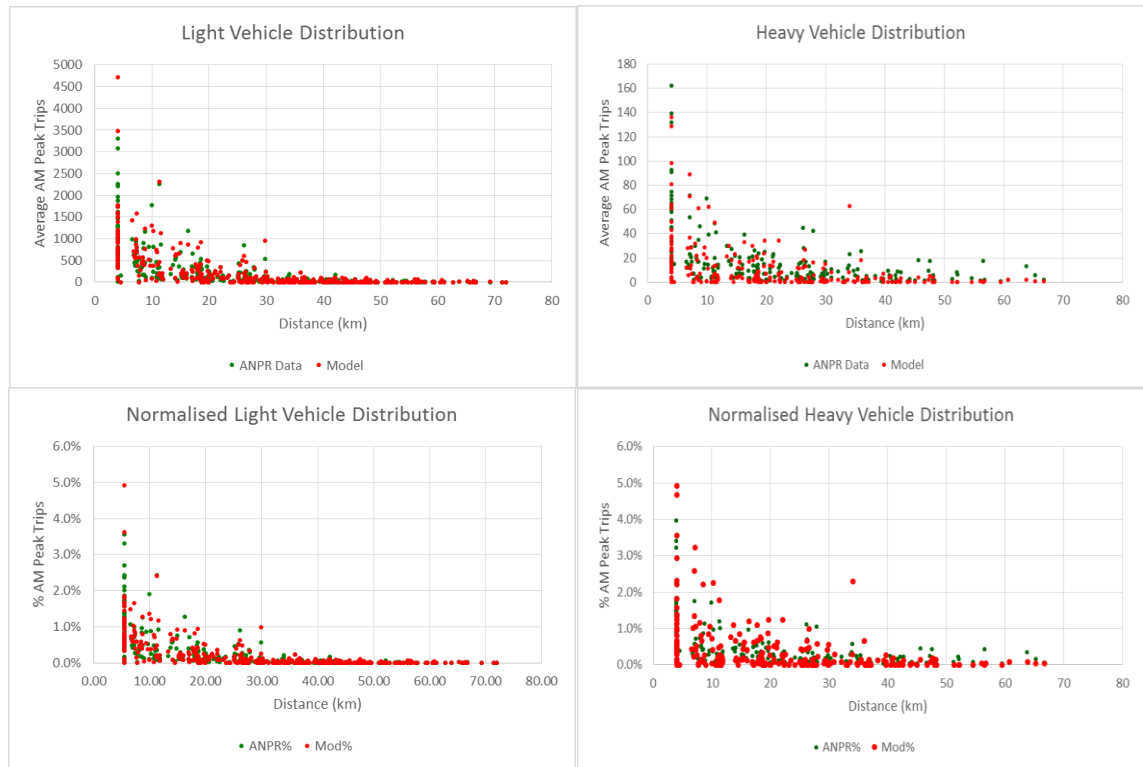 Light Vehicle Distribution
Average AM Peak Trips
5000
4500
4000
3500
3000
2500
2000
1500
1000
500
0
0 10 20 30 40 50 60 70 80
Distance (km)
ANPR Data Model
Heavy Vehicle Distribution
Average AM Peak Trips
180
160
140
120
100
80
60
40
20
0
0 10 20 30 40 50 60 70 80
Distance (km)
ANPR Data Model
Normalised Light Vehicle Distribution
% AM Peak Trips
6.0%
5.0%
4.0%
3.0%
2.0%
1.0%
0.0%
0.00 10.00 20.00 30.00 40.00 50.00 60.00 70.00 80.00
Distance (km)
ANPR% Mod%
Normalised Heavy Vehicle Distribution
% AM Peak Trips
6.0%
5.0%
4.0%
3.0%
2.0%
1.0%
0.0%
0 10 20 30 40 50 60 70 80
Distance (km)
ANPR% Mod%